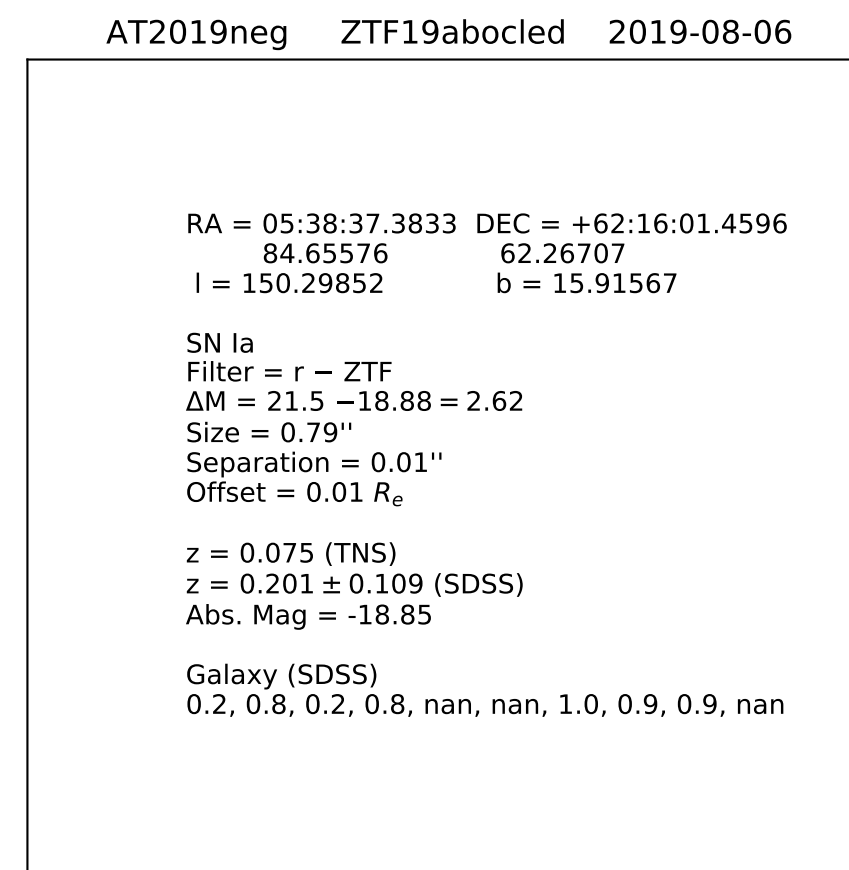 AT2019neg ZTF19abocled 2019-08-06
RA = 05:38:37.3833 DEC = +62:16:01.4596
84.65576 62.26707
l = 150.29852 b = 15.91567
SN Ia
Filter = r − ZTF
ΔM = 21.5 −18.88 = 2.62
Size = 0.79''
Separation = 0.01''
Offset = 0.01 Re
z = 0.075 (TNS)
z = 0.201 ± 0.109 (SDSS)
Abs. Mag = -18.85
Galaxy (SDSS)
0.2, 0.8, 0.2, 0.8, nan, nan, 1.0, 0.9, 0.9, nan